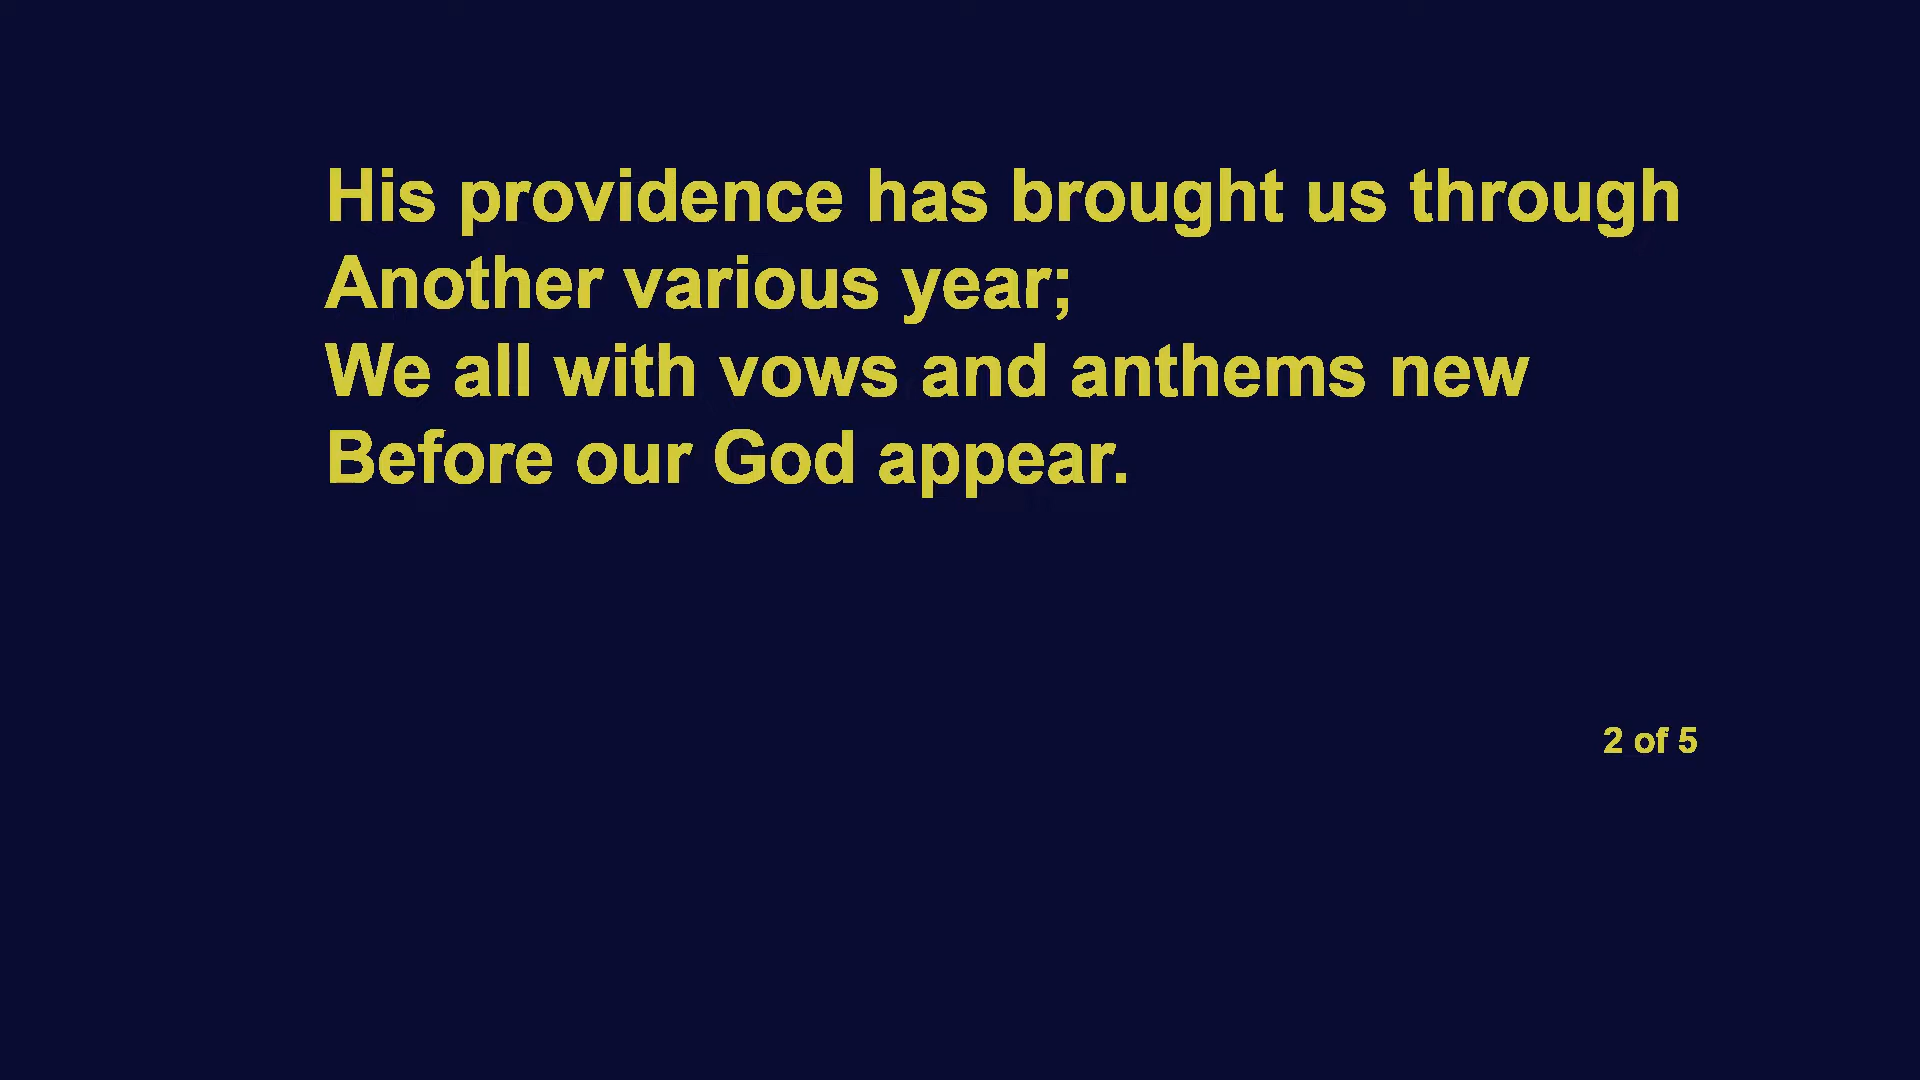 His providence has brought us through
Another various year;
We all with vows and anthems new
Before our God appear.
2 of 5